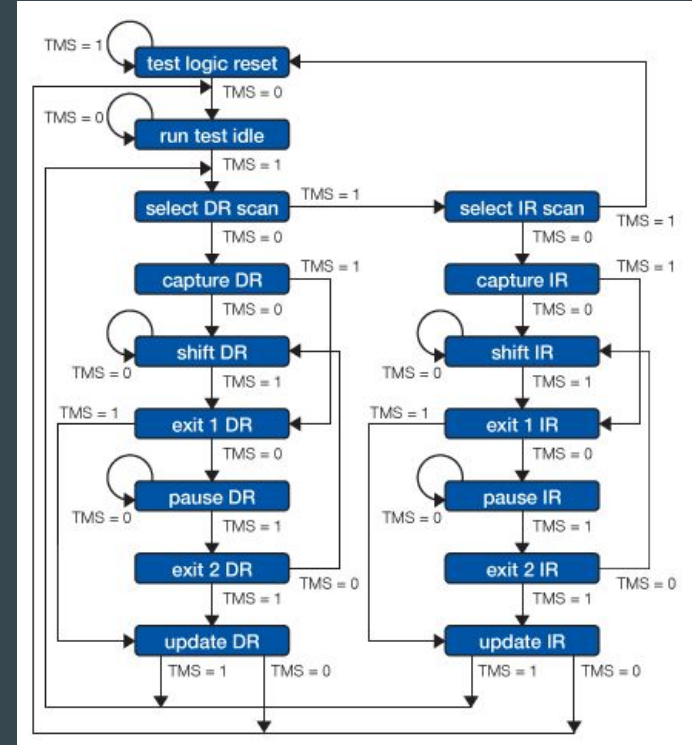 TMS = 1
test logic reset
TMS = 0
TMS = 0
run test idle
TMS = 1
select DR scan
TMS = 1
select IR scan
TMS = 1
TMS = 0
TMS = 0
capture DR
TMS = 1
capture IR
TMS = 1
TMS = 0
TMS = 0
shift DR
shift IR
TMS = 0
TMS = 1
TMS = 0
TMS = 1
TMS = 1
exit 1 DR
TMS = 1
exit 1 IR
TMS = 0
TMS = 0
pause DR
pause IR
TMS = 0
TMS = 1
TMS = 0
TMS = 1
exit 2 DR
TMS = 0
exit 2 IR
TMS = 0
TMS = 1
TMS = 1
update DR
update IR
TMS = 1
TMS = 0
TMS = 1
TMS = 0